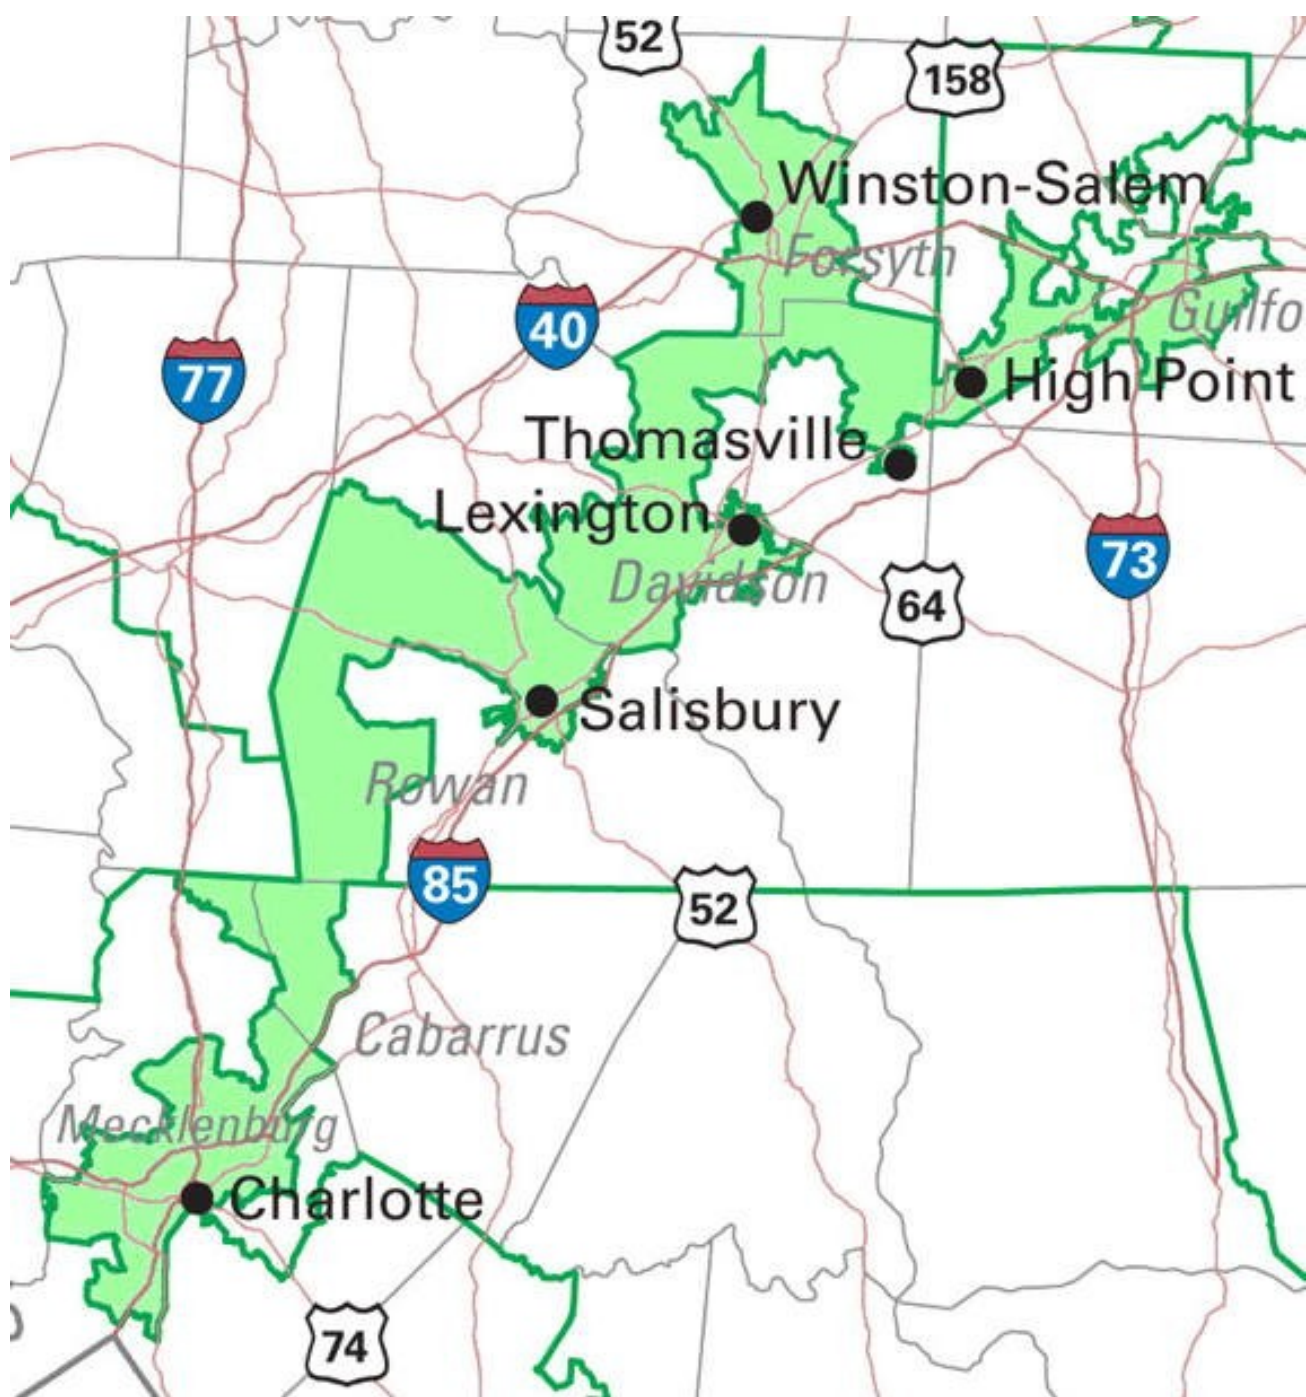 52
158
Winston-Salem
Forsyth
Guilfo
40
77
High Point
Thomasville
Lexington
Davidson
73
64
Salisbury
Rowan
85
52
Cabarrus
Mecklenburg
Charlotte
74